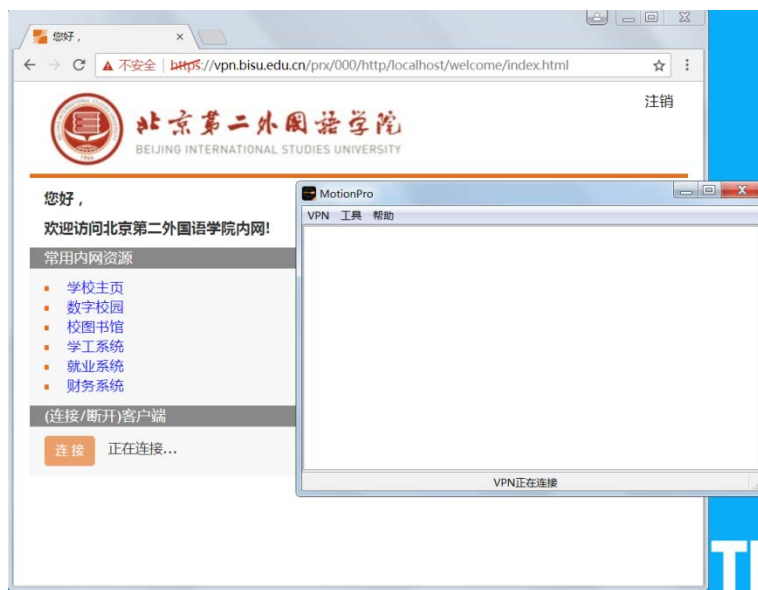 您好，
不安全 | https://vpn.bisu.edu.cn/prx/000/http/localhost/welcome/index.html
1964
北京第二外国语学院
BEIJING INTERNATIONAL STUDIES UNIVERSITY
注销
您好，
欢迎访问北京第二外国语学院内网!
常用内网资源
学校主页
数字校园
校图书馆
学工系统
就业系统
财务系统
(连接/断开)客户端
连接 正在连接...
MotionPro
VPN 工具 帮助
VPN正在连接